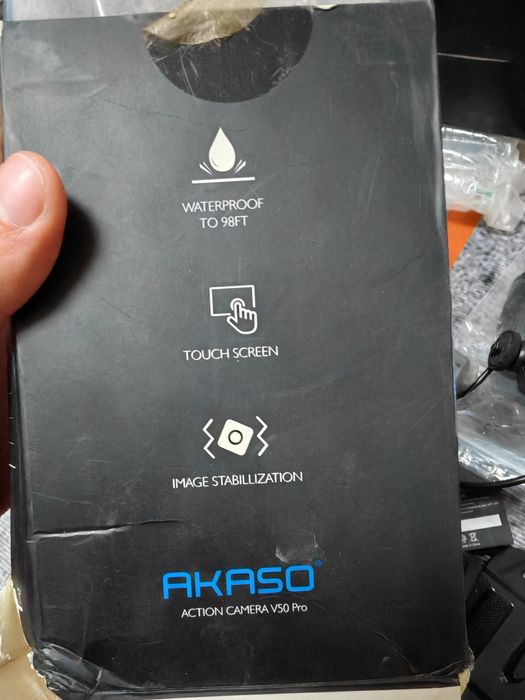 WATERPROOF
TO 98FT
TOUCH SCREEN
IMAGE STABILLIZATION
AKASO®
ACTION CAMERA V50 Pro